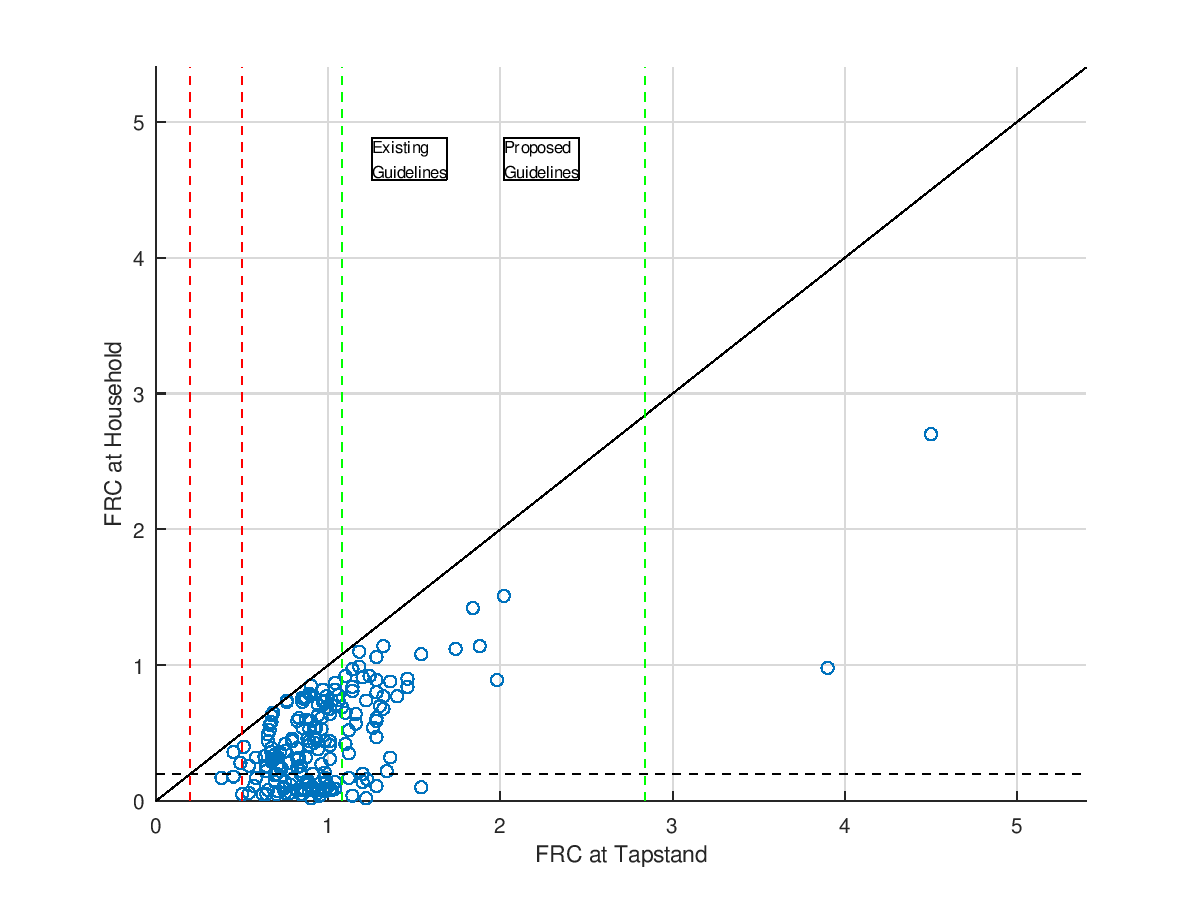 5
4
3
2
1
0
FRC at Household
Existing
Guidelines
Proposed
Guidelines
0
1
2
3
4
5
FRC at Tapstand